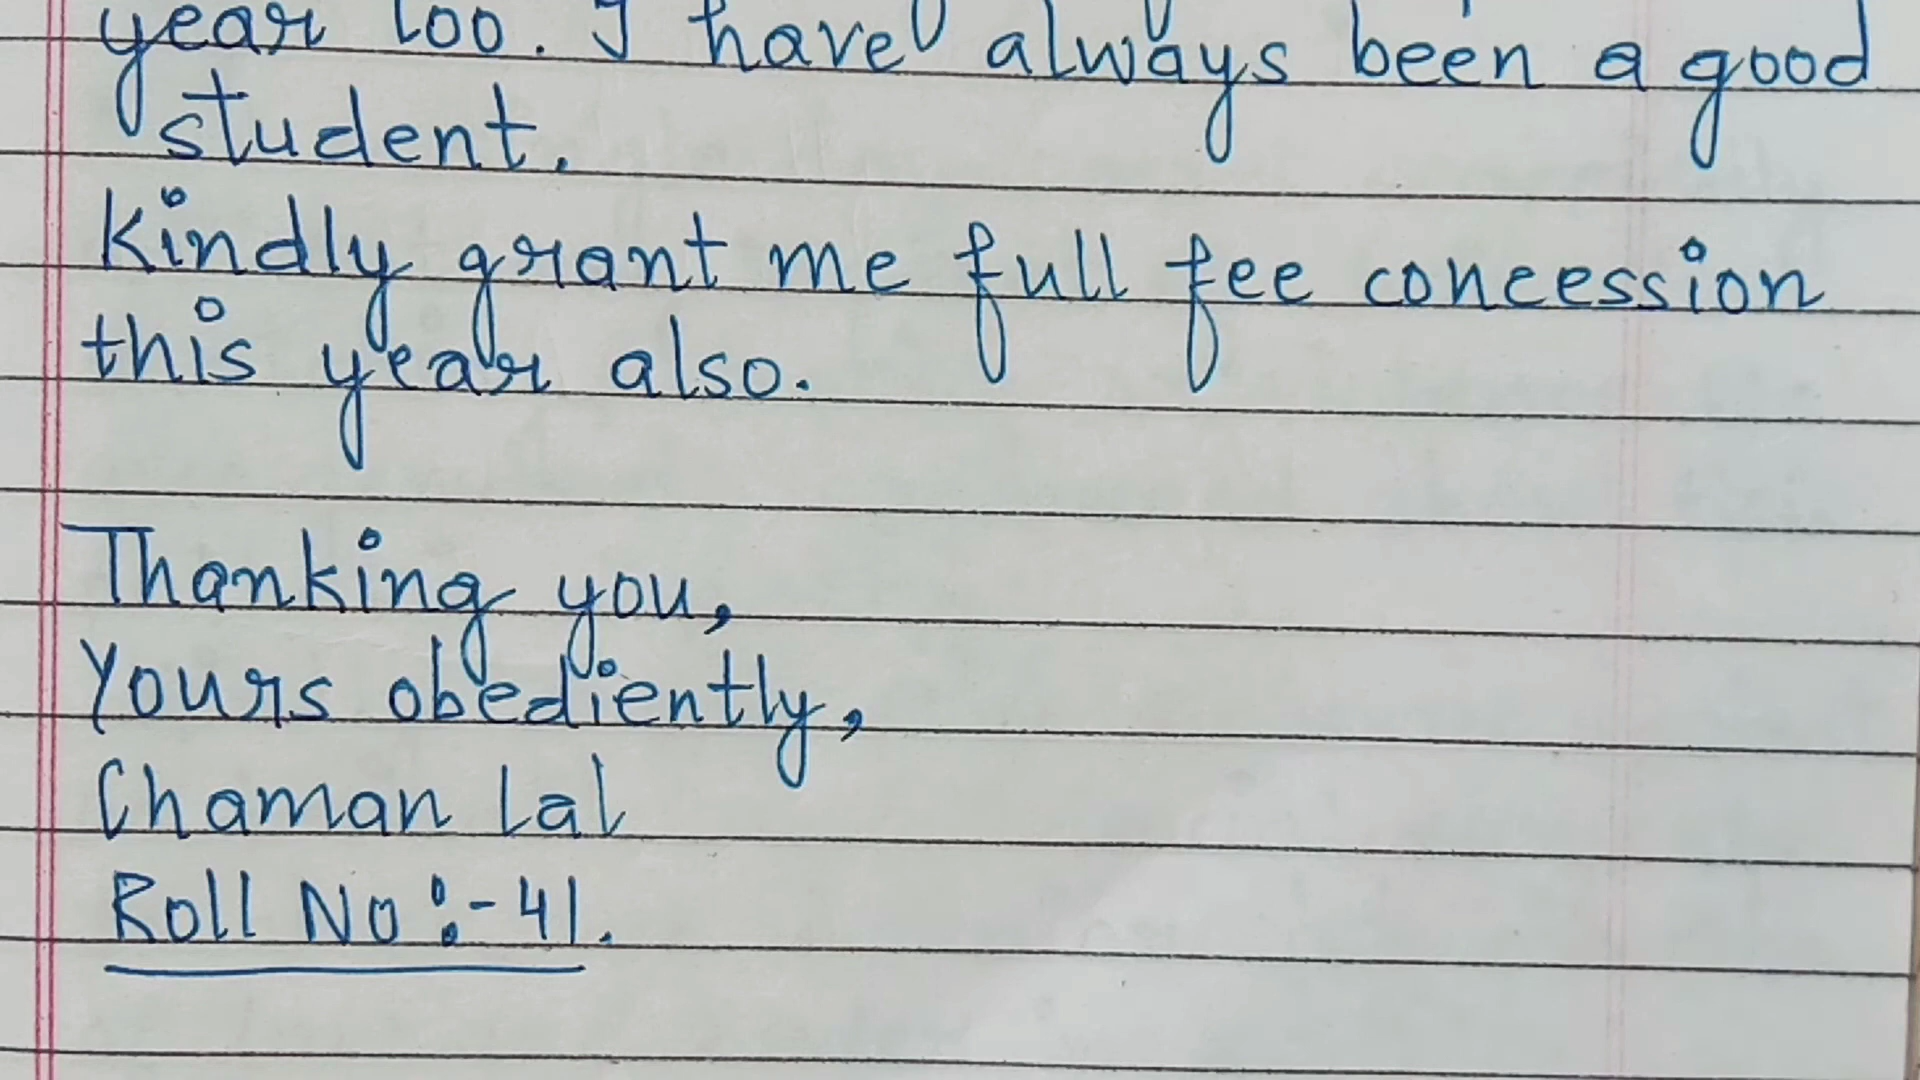 year too. I have always been a good
student.
Kindly grant me full fee concession
this year also.
Thanking you,
Yours obediently,
Chaman Lal
Roll No :- 41.